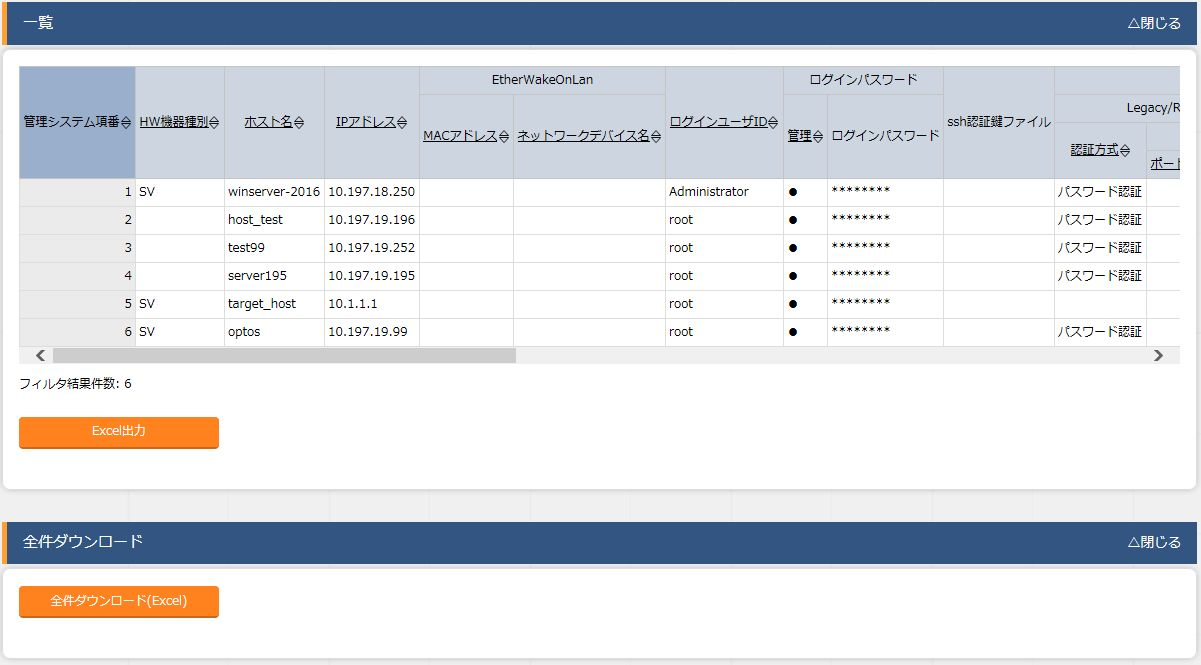 一覧 △閉じる
EtherWakeOnLan ログインパスワード
Legacy/R
管理システム項番 HW機器種別 ホスト名 IPアドレス MACアドレス ネットワークデバイス名 ログインユーザID 管理 ログインパスワード ssh認証鍵ファイル 認証方式
ポート
1 SV winserver-2016 10.197.18.250 Administrator ● ******** パスワード認証
2 host_test 10.197.19.196 root ● ******** パスワード認証
3 test99 10.197.19.252 root ● ******** パスワード認証
4 server195 10.197.19.195 root ● ******** パスワード認証
5 SV target_host 10.1.1.1 root ● ********
6 SV optos 10.197.19.99 root ● ******** パスワード認証
フィルタ結果件数: 6
Excel出力
全件ダウンロード △閉じる
全件ダウンロード(Excel)